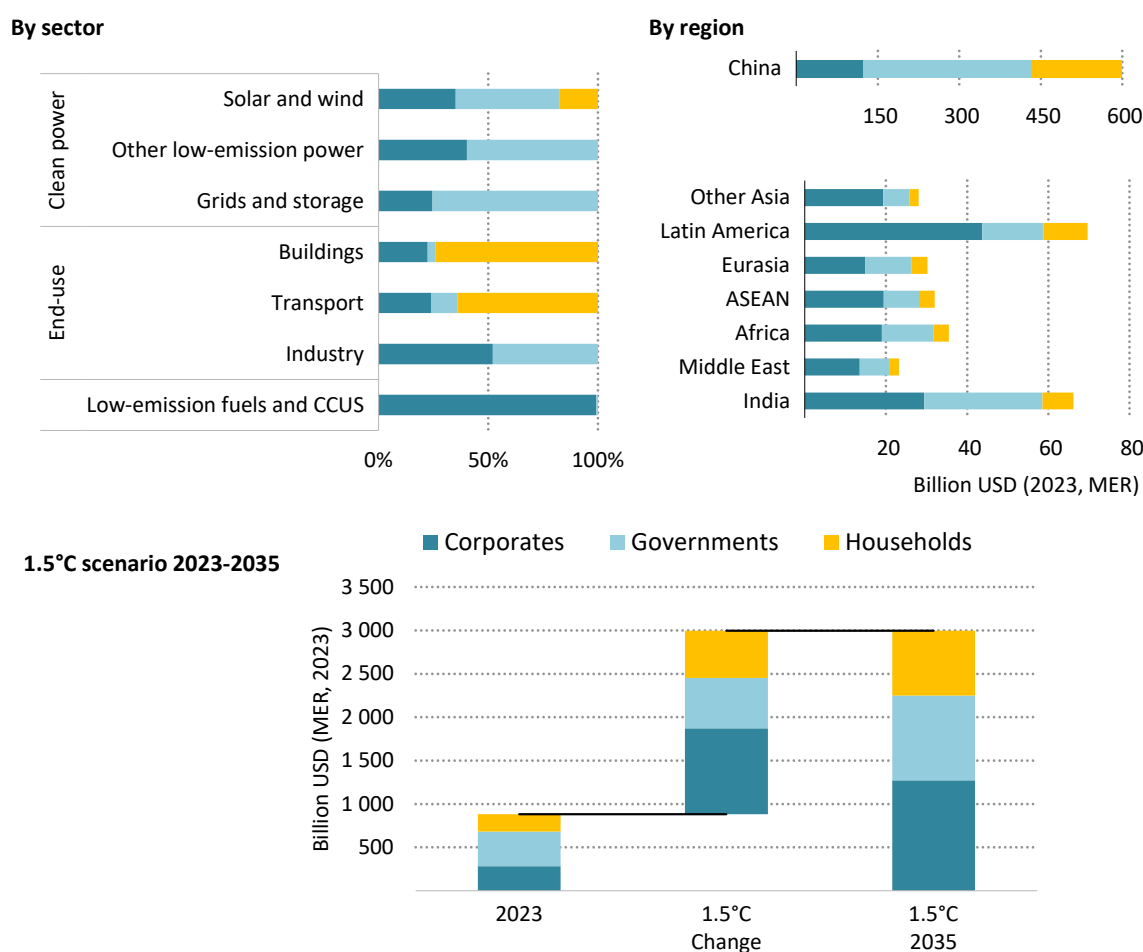 By sector
Clean power
Solar and wind
Other low-emission power
Grids and storage
End-use
Buildings
Transport
Industry
Low-emission fuels and CCUS
0% 50% 100%
By region
China
150 300 450 600
Other Asia
Latin America
Eurasia
ASEAN
Africa
Middle East
India
20 40 60 80
Billion USD (2023, MER)
Corporates Governments Households
1.5°C scenario 2023-2035
Billion USD (MER, 2023)
3 500
3 000
2 500
2 000
1 500
1 000
500
2023 1.5°C 1.5°C
Change 2035